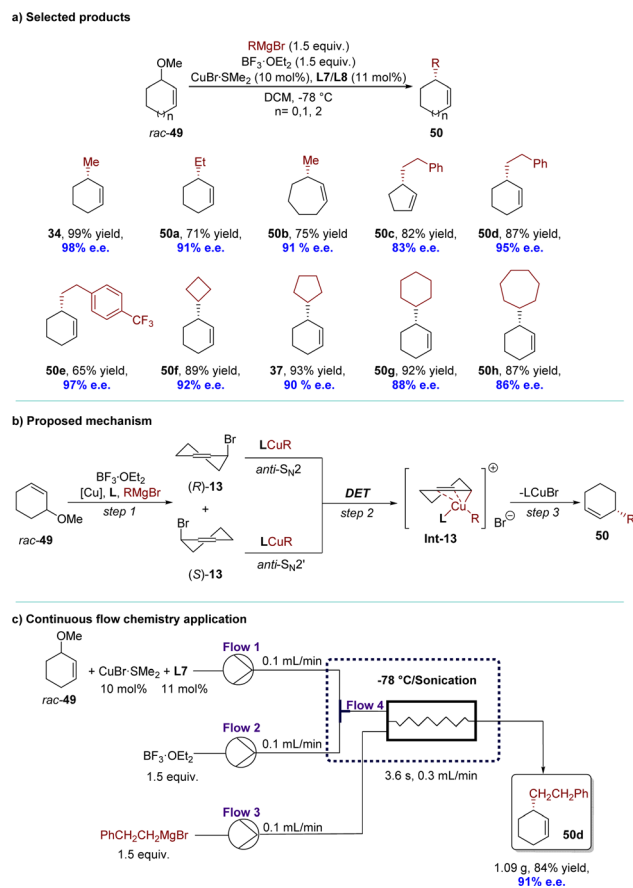 a) Selected products
OMe
rac-49
( )n
RMgBr (1.5 equiv.)
BF3·OEt2 (1.5 equiv.)
CuBr·SMe2 (10 mol%), L7/L8 (11 mol%)
DCM, -78 °C
n= 0,1, 2
R
( )n
50
Me
34, 99% yield,
98% e.e.
Et
50a, 71% yield,
91% e.e.
Me
50b, 75% yield
91% e.e.
Ph
50c, 82% yield,
83% e.e.
Ph
50d, 87% yield,
95% e.e.
CF3
50e, 65% yield,
97% e.e.
50f, 89% yield,
92% e.e.
37, 93% yield,
90 % e.e.
50g, 92% yield,
88% e.e.
50h, 87% yield,
86% e.e.
b) Proposed mechanism
OMe
rac-49
BF3·OEt2
[Cu], L, RMgBr
step 1
Br
(R)-13
+
Br
(S)-13
LCuR
anti-SN2
LCuR
anti-SN2'
DET
step 2
L
Cu
R
⊕
Br⊖
Int-13
-LCuBr
step 3
R
50
c) Continuous flow chemistry application
OMe
rac-49
+ CuBr·SMe2 + L7
10 mol% 11 mol%
Flow 1
0.1 mL/min
BF3·OEt2
1.5 equiv.
Flow 2
0.1 mL/min
PhCH2CH2MgBr
1.5 equiv.
Flow 3
0.1 mL/min
-78 °C/Sonication
Flow 4
3.6 s, 0.3 mL/min
CH2CH2Ph
50d
1.09 g, 84% yield,
91% e.e.